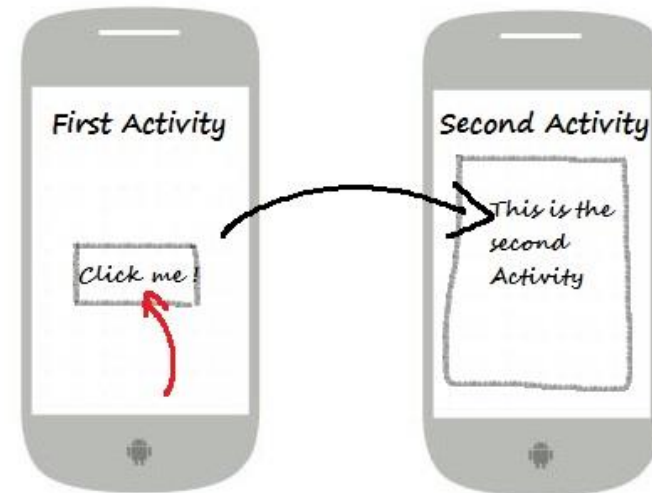 First Activity
Click me !
Second Activity
This is the
second
Activity